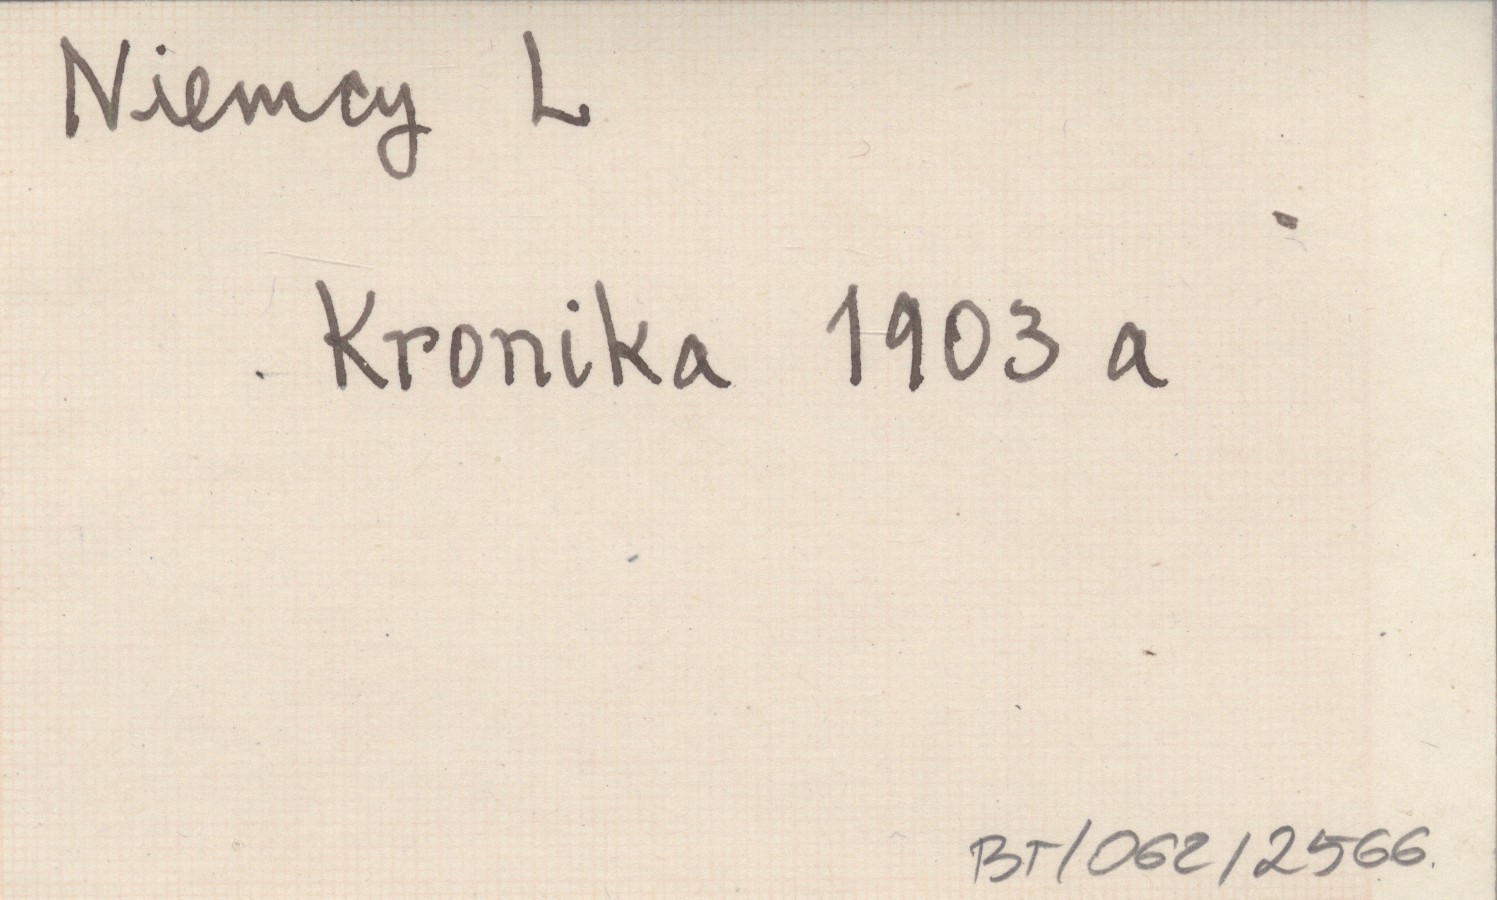 Niemcy L
Kronika 1903 a
BT/062/2566.